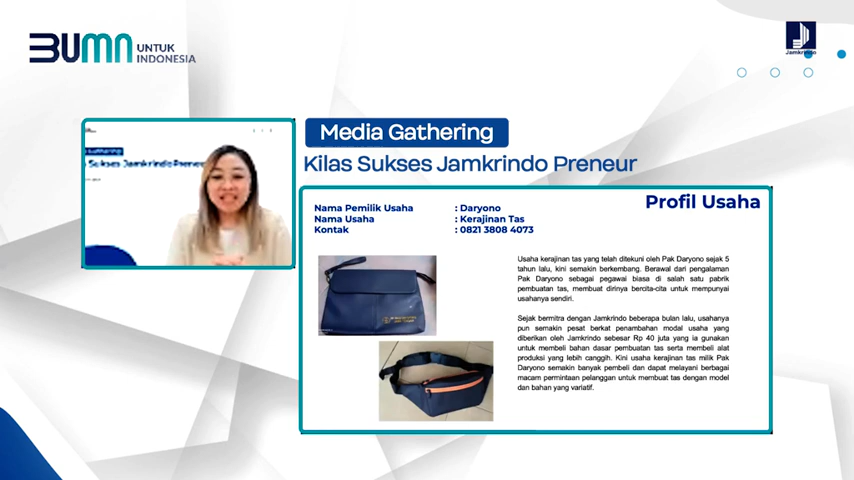 BUMN UNTUK
INDONESIA
Jamkrindo
Media Gathering
Kilas Sukses Jamkrindo Preneur
Sukses Jamkrindo Preneur
Profil Usaha
Nama Pemilik Usaha : Daryono
Nama Usaha : Kerajinan Tas
Kontak : 0821 3808 4073
Usaha kerajinan tas yang telah ditekuni oleh Pak Daryono sejak 5
tahun lalu, kini semakin berkembang. Berawal dari pengalaman
Pak Daryono sebagai pegawai biasa di salah satu pabrik
pembuatan tas, membuat dirinya bercita-cita untuk mempunyai
usahanya sendiri.
Sejak bermitra dengan Jamkrindo beberapa bulan lalu, usahanya
pun semakin pesat berkat penambahan modal usaha yang
diberikan oleh Jamkrindo sebesar Rp 40 juta yang ia gunakan
untuk membeli bahan dasar pembuatan tas serta membeli alat
produksi yang lebih canggih. Kini usaha kerajinan tas milik Pak
Daryono semakin banyak pembeli dan dapat melayani berbagai
macam permintaan pelanggan untuk membuat tas dengan model
dan bahan yang variatif.